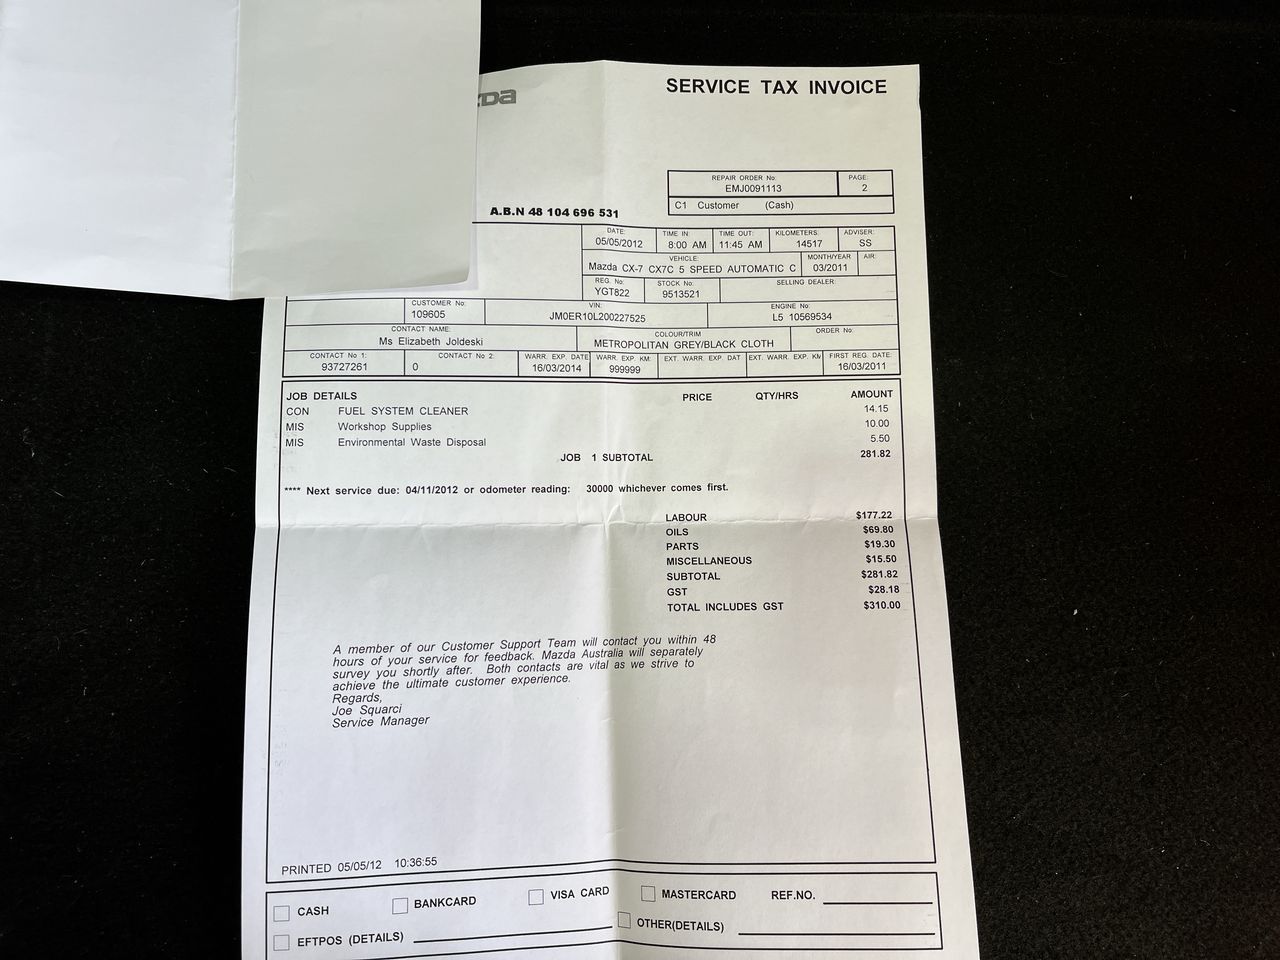 SERVICE TAX INVOICE
REPAIR ORDER No: PAGE:
EMJ0091113 2
C1 Customer (Cash)
A.B.N 48 104 696 531
DATE: TIME IN: TIME OUT: KILOMETERS: ADVISER:
05/05/2012 8:00 AM 11:45 AM 14517 SS
VEHICLE: MONTH/YEAR AIR:
Mazda CX-7 CX7C 5 SPEED AUTOMATIC C 03/2011
REG. No: STOCK No: SELLING DEALER:
YGT822 9513521
CUSTOMER No: VIN: ENGINE No:
109605 JM0ER10L200227525 L5 10569534
CONTACT NAME: COLOUR/TRIM ORDER No:
Ms Elizabeth Joldeski METROPOLITAN GREY/BLACK CLOTH
CONTACT No 1: CONTACT No 2: WARR. EXP. DATE WARR. EXP. KM: EXT. WARR. EXP. DAT EXT. WARR. EXP. KM FIRST REG. DATE:
93727261 0 16/03/2014 999999 16/03/2011
JOB DETAILS PRICE QTY/HRS AMOUNT
CON FUEL SYSTEM CLEANER 14.15
MIS Workshop Supplies 10.00
MIS Environmental Waste Disposal 5.50
JOB 1 SUBTOTAL 281.82
**** Next service due: 04/11/2012 or odometer reading: 30000 whichever comes first.
LABOUR $177.22
OILS $69.80
PARTS $19.30
MISCELLANEOUS $15.50
SUBTOTAL $281.82
GST $28.18
TOTAL INCLUDES GST $310.00
A member of our Customer Support Team will contact you within 48
hours of your service for feedback. Mazda Australia will separately
survey you shortly after. Both contacts are vital as we strive to
achieve the ultimate customer experience.
Regards,
Joe Squarci
Service Manager
PRINTED 05/05/12 10:36:55
CASH BANKCARD VISA CARD MASTERCARD REF.NO.
EFTPOS (DETAILS) OTHER(DETAILS)